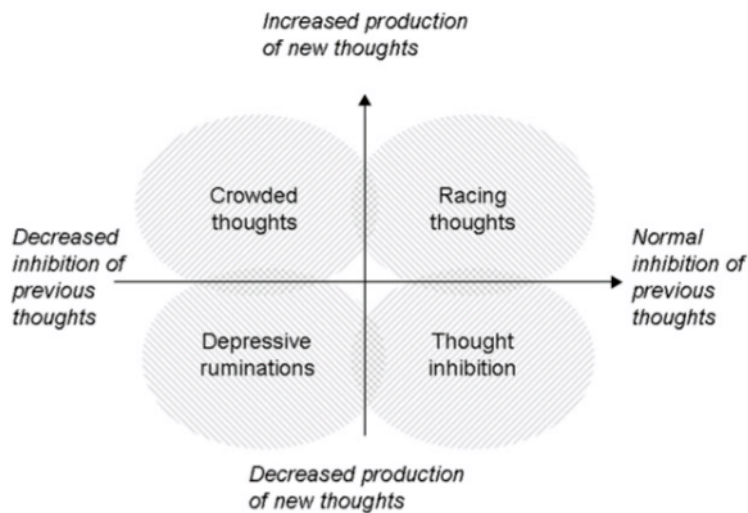 Increased production
of new thoughts
Crowded
thoughts
Racing
thoughts
Decreased
inhibition of
previous
thoughts
Normal
inhibition of
previous
thoughts
Depressive
ruminations
Thought
inhibition
Decreased production
of new thoughts